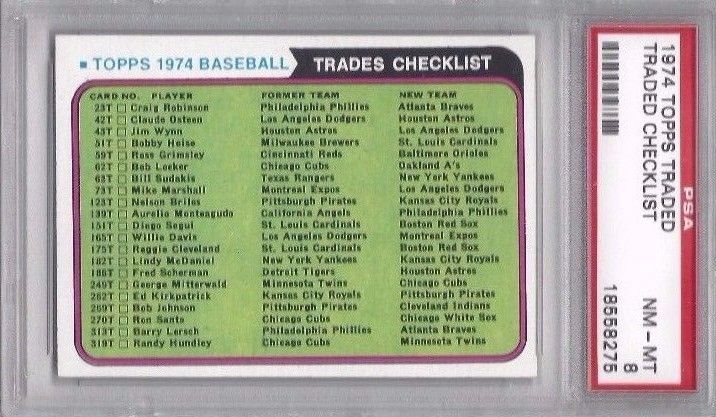 TOPPS 1974 BASEBALL TRADES CHECKLIST
CARD NO. PLAYER FORMER TEAM NEW TEAM
23T Craig Robinson Philadelphia Phillies Atlanta Braves
42T Claude Osteen Los Angeles Dodgers Houston Astros
43T Jim Wynn Houston Astros Los Angeles Dodgers
51T Bobby Heise Milwaukee Brewers St. Louis Cardinals
59T Ross Grimsley Cincinnati Reds Baltimore Orioles
62T Bob Locker Chicago Cubs Oakland A's
63T Bill Sudakis Texas Rangers New York Yankees
73T Mike Marshall Montreal Expos Los Angeles Dodgers
123T Nelson Briles Pittsburgh Pirates Kansas City Royals
139T Aurelio Monteagudo California Angels Philadelphia Phillies
151T Diego Segui St. Louis Cardinals Boston Red Sox
165T Willie Davis Los Angeles Dodgers Montreal Expos
175T Reggie Cleveland St. Louis Cardinals Boston Red Sox
182T Lindy McDaniel New York Yankees Kansas City Royals
186T Fred Scherman Detroit Tigers Houston Astros
249T George Mitterwald Minnesota Twins Chicago Cubs
262T Ed Kirkpatrick Kansas City Royals Pittsburgh Pirates
269T Bob Johnson Pittsburgh Pirates Cleveland Indians
270T Ron Santo Chicago Cubs Chicago White Sox
313T Barry Lersch Philadelphia Phillies Atlanta Braves
319T Randy Hundley Chicago Cubs Minnesota Twins
1974 TOPPS TRADED
TRADED CHECKLIST
NM - MT 8
18558275
PSA